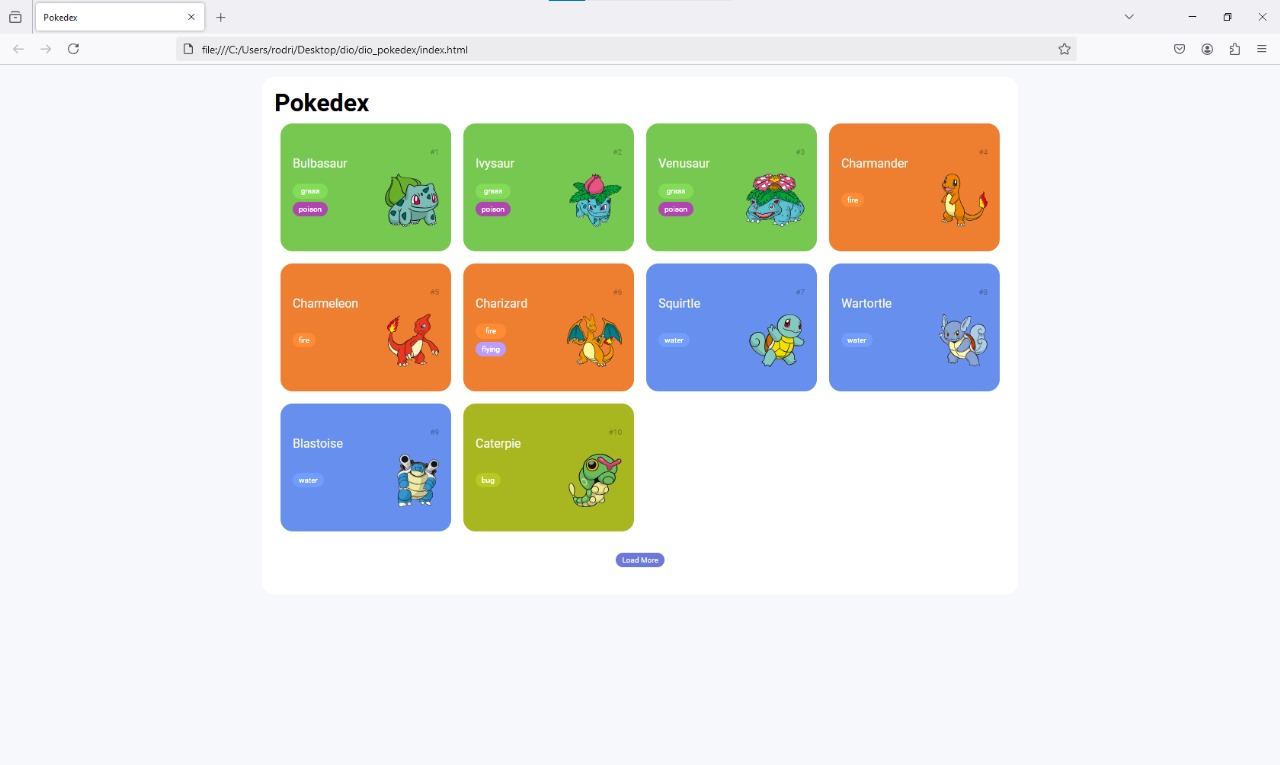 Pokedex
file:///C:/Users/rodri/Desktop/dio/dio_pokedex/index.html
Pokedex
#1
Bulbasaur
grass
poison
#2
Ivysaur
grass
poison
#3
Venusaur
grass
poison
#4
Charmander
fire
#5
Charmeleon
fire
#6
Charizard
fire
flying
#7
Squirtle
water
#8
Wartortle
water
#9
Blastoise
water
#10
Caterpie
bug
Load More